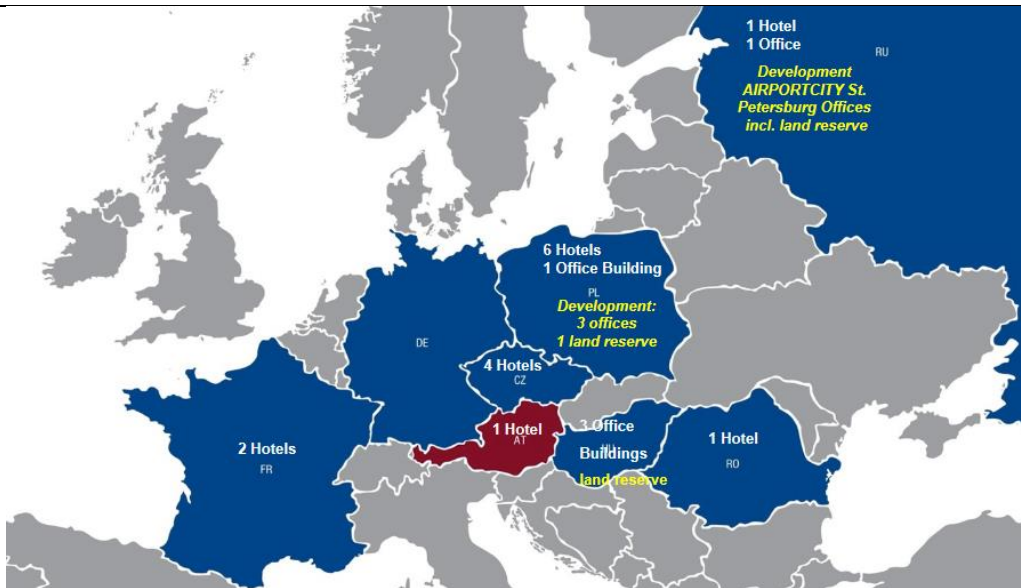 1 Hotel
1 Office
RU
Development
AIRPORTCITY St.
Petersburg Offices
incl. land reserve
6 Hotels
1 Office Building
PL
Development:
3 offices
1 land reserve
DE
4 Hotels
CZ
1 Hotel
AT
3 Office
HU
Buildings
land reserve
2 Hotels
FR
1 Hotel
RO